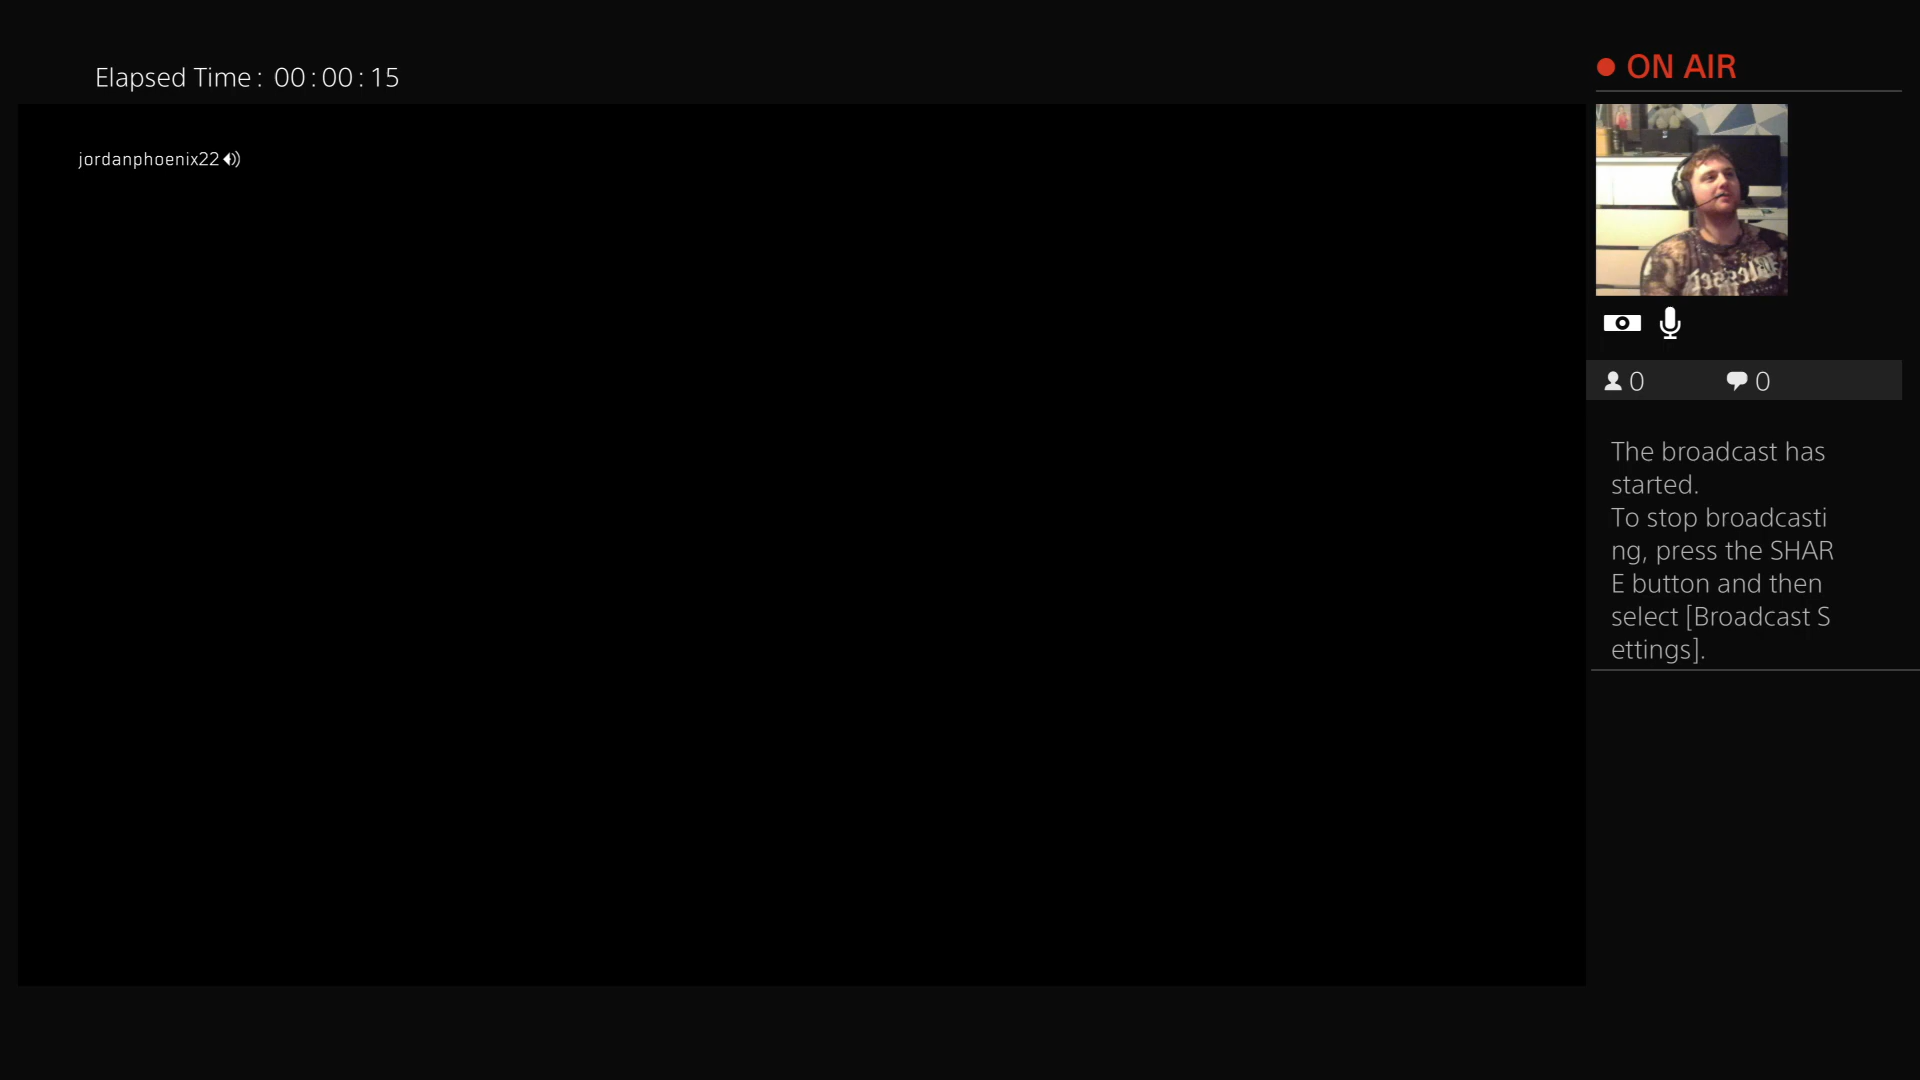 Elapsed Time: 00:00:15
ON AIR
jordanphoenix22
0 0
The broadcast has
started.
To stop broadcasti
ng, press the SHAR
E button and then
select [Broadcast S
ettings].